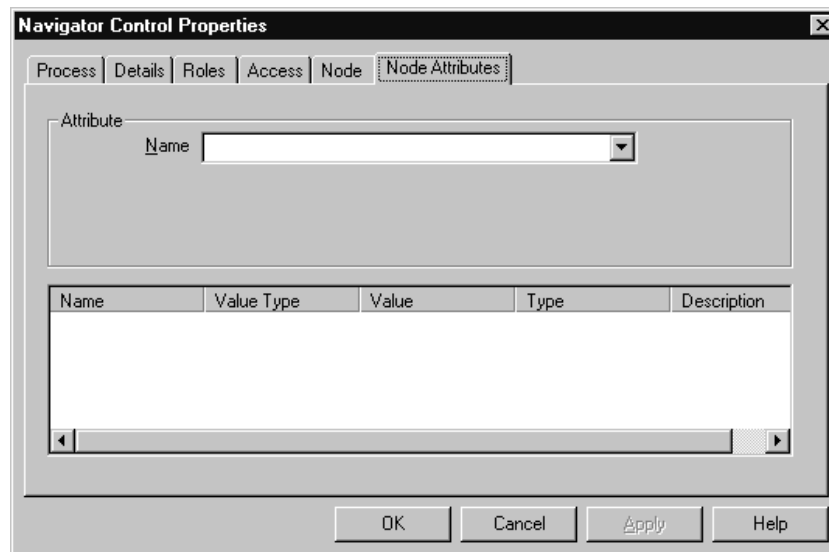 Navigator Control Properties
Process Details Roles Access Node Node Attributes
Attribute
Name
Name Value Type Value Type Description
OK Cancel Apply Help